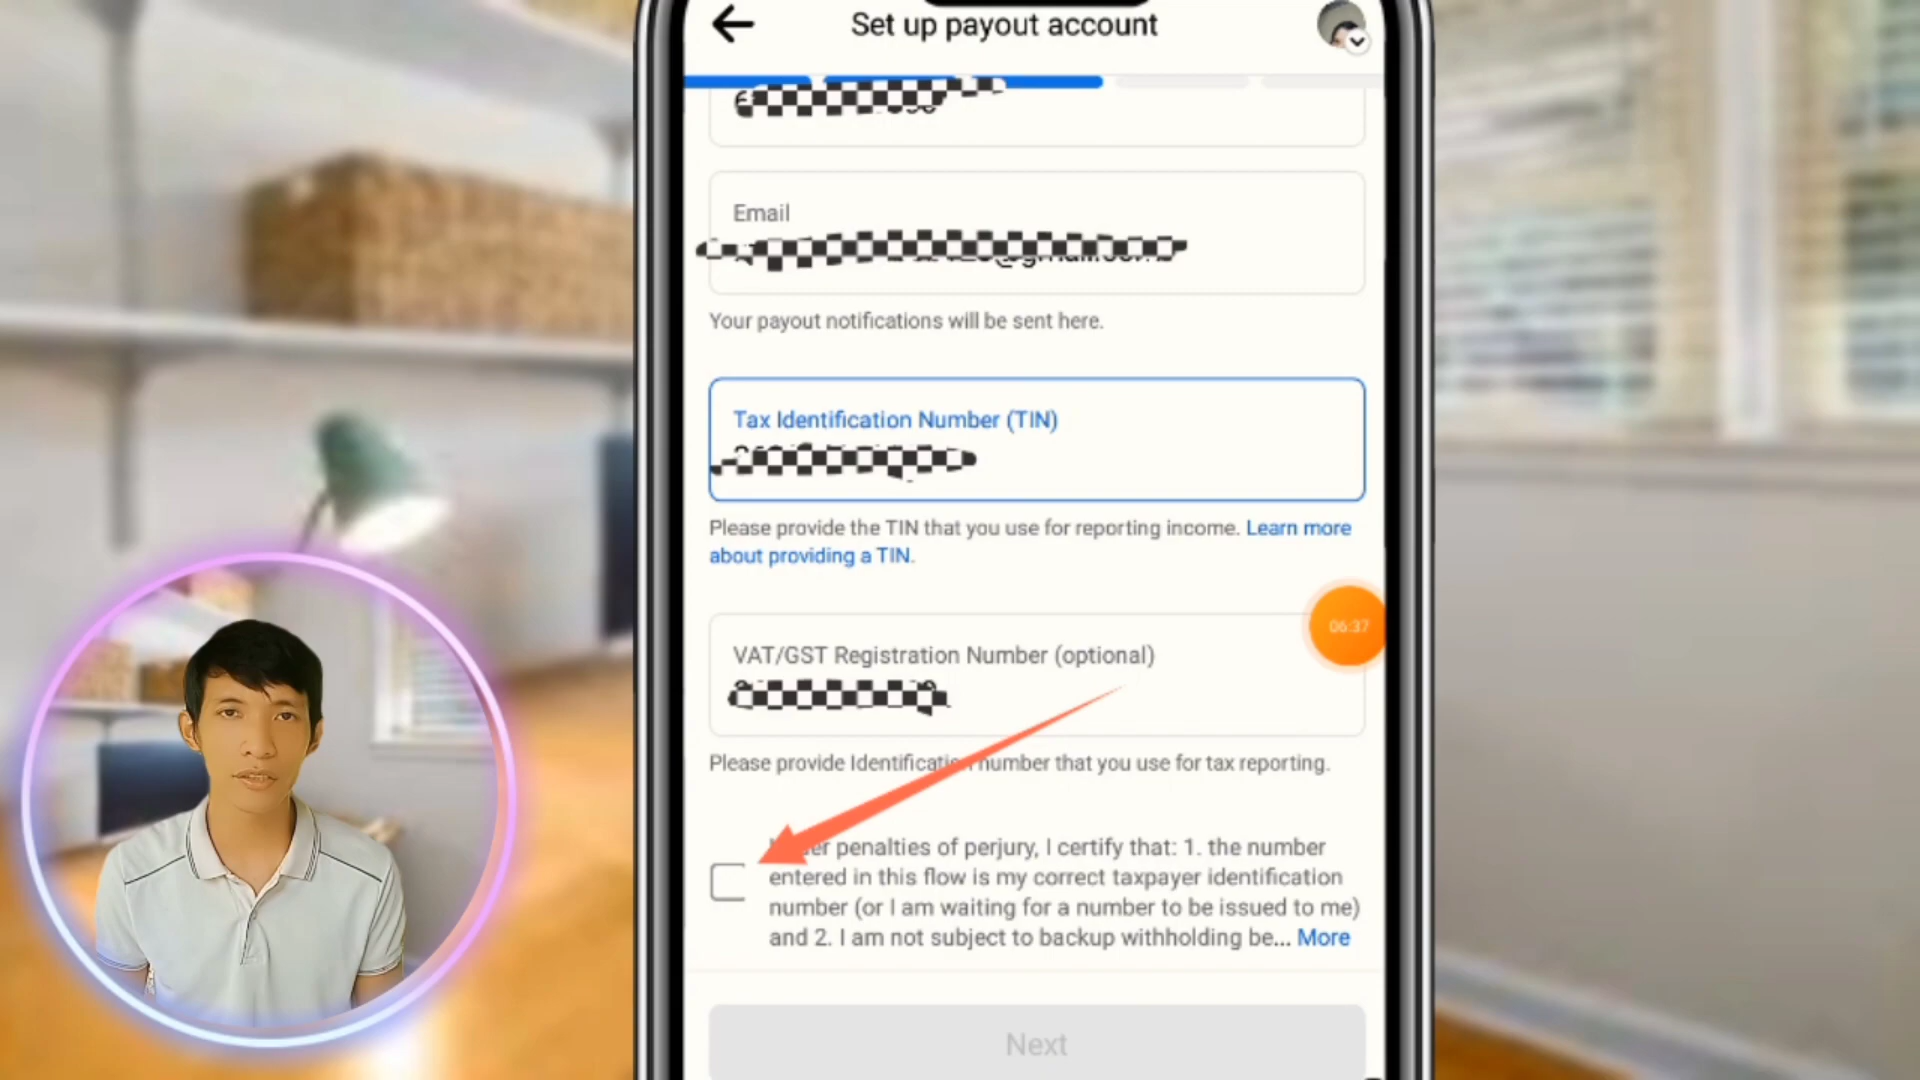 Set up payout account
Email
Your payout notifications will be sent here.
Tax Identification Number (TIN)
Please provide the TIN that you use for reporting income. Learn more
about providing a TIN.
06:37
VAT/GST Registration Number (optional)
Please provide Identification number that you use for tax reporting.
penalties of perjury, I certify that: 1. the number
entered in this flow is my correct taxpayer identification
number (or I am waiting for a number to be issued to me)
and 2. I am not subject to backup withholding be... More
Next